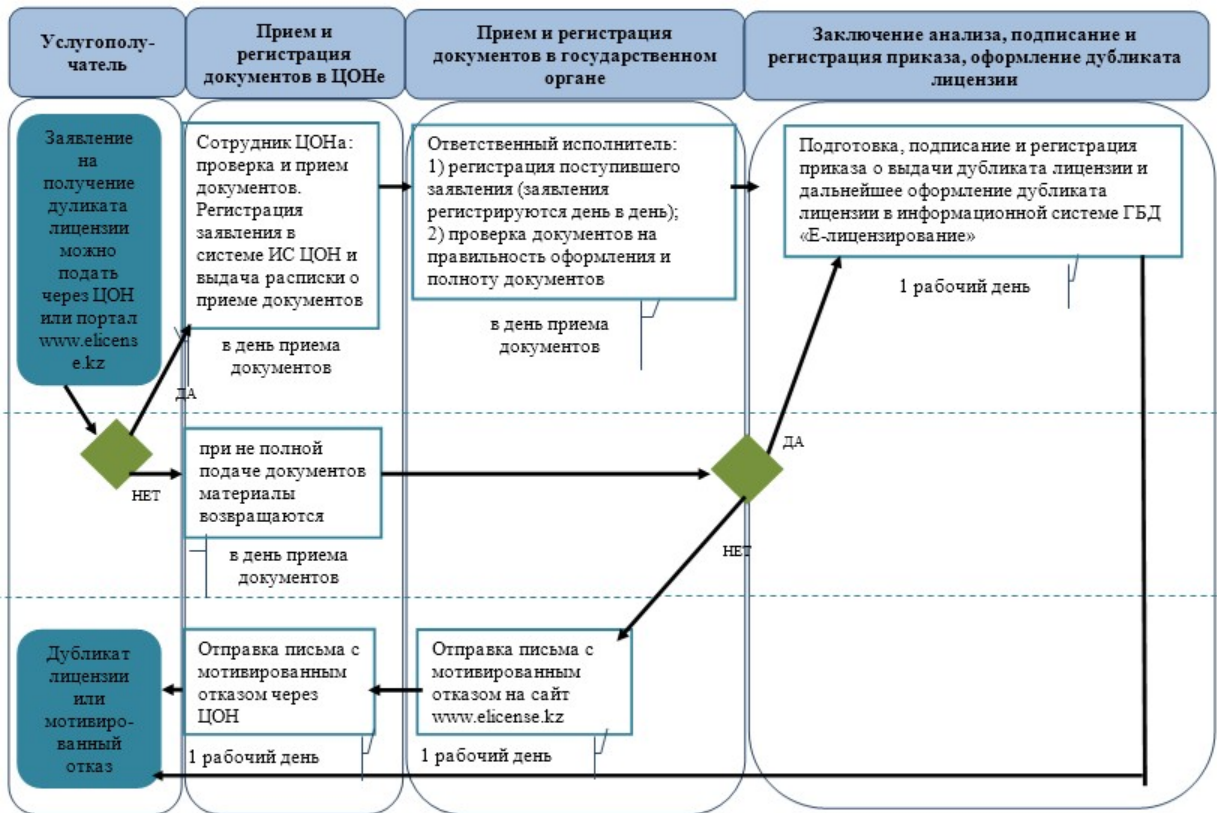 Услугополу-
чатель
Прием и
регистрация
документов в ЦОНе
Прием и регистрация
документов в государственном
органе
Заключение анализа, подписание и
регистрация приказа, оформление дубликата
лицензии
Заявление
на
получение
дуликата
лицензии
можно
подать
через ЦОН
или портал
www.elicens
e.kz
Сотрудник ЦОНа:
проверка и прием
документов.
Регистрация
заявления в
системе ИС ЦОН и
выдача расписки о
приеме документов
в день приема
документов
Ответственный исполнитель:
1) регистрация поступившего
заявления (заявления
регистрируются день в день);
2) проверка документов на
правильность оформления и
полноту документов
в день приема
документов
Подготовка, подписание и регистрация
приказа о выдачи дубликата лицензии и
дальнейшее оформление дубликата
лицензии в информационной системе ГБД
«Е-лицензирование»
1 рабочий день
ДА
НЕТ
при не полной
подаче документов
материалы
возвращаются
в день приема
документов
ДА
НЕТ
Дубликат
лицензии
или
мотивиро-
ванный
отказ
Отправка письма с
мотивированным
отказом через
ЦОН
1 рабочий день
Отправка письма с
мотивированным
отказом на сайт
www.elicense.kz
1 рабочий день